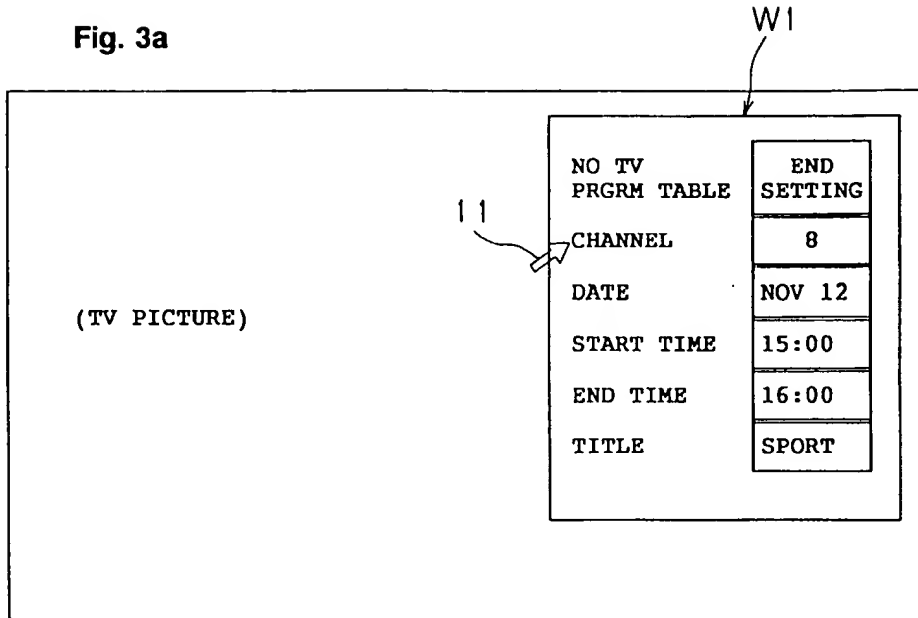 Fig. 3a
W1
NO TV
PRGRM TABLE
END
SETTING
11
CHANNEL
8
DATE
NOV 12
(TV PICTURE)
START TIME
15:00
END TIME
16:00
TITLE
SPORT